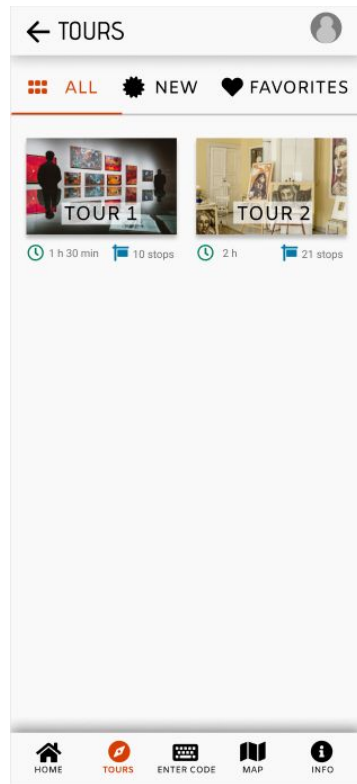 TOURS
ALL NEW FAVORITES
TOUR 1 TOUR 2
1 h 30 min 10 stops 2 h 21 stops
HOME TOURS ENTER CODE MAP INFO